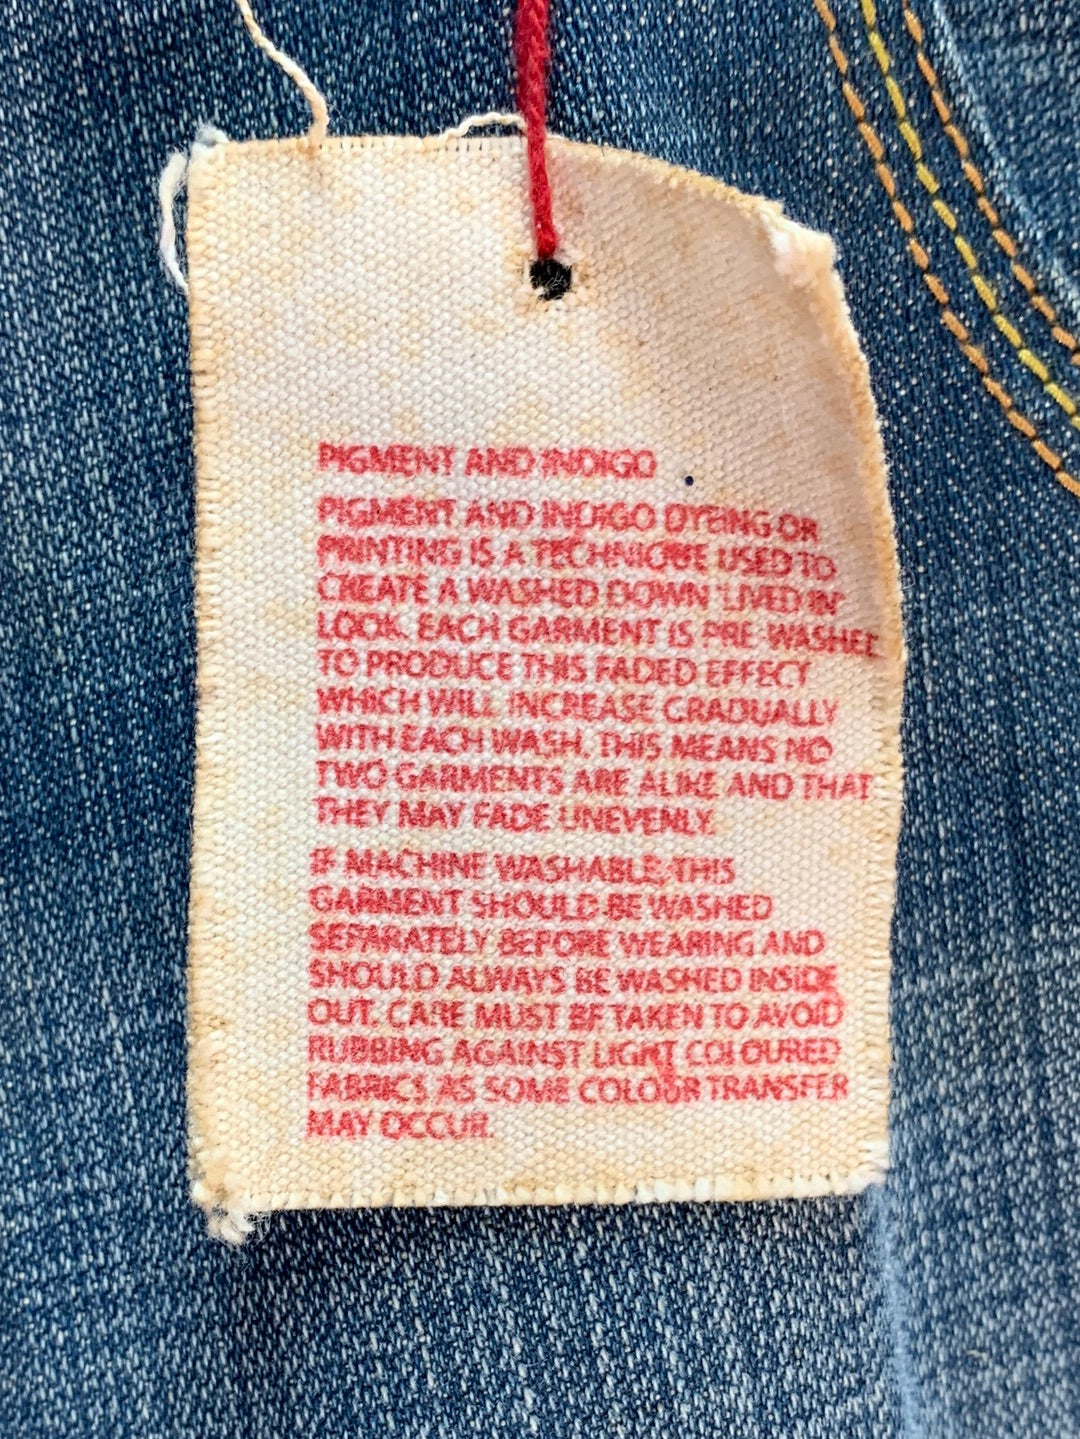 PIGMENT AND INDIGO
PIGMENT AND INDIGO DYEING OR
PRINTING IS A TECHNIQUE USED TO
CREATE A WASHED DOWN 'LIVED IN'
LOOK. EACH GARMENT IS PRE-WASHED
TO PRODUCE THIS FADED EFFECT
WHICH WILL INCREASE GRADUALLY
WITH EACH WASH. THIS MEANS NO
TWO GARMENTS ARE ALIKE AND THAT
THEY MAY FADE UNEVENLY.
IF MACHINE WASHABLE, THIS
GARMENT SHOULD BE WASHED
SEPARATELY BEFORE WEARING AND
SHOULD ALWAYS BE WASHED INSIDE
OUT. CARE MUST BE TAKEN TO AVOID
RUBBING AGAINST LIGHT COLOURED
FABRICS AS SOME COLOUR TRANSFER
MAY OCCUR.